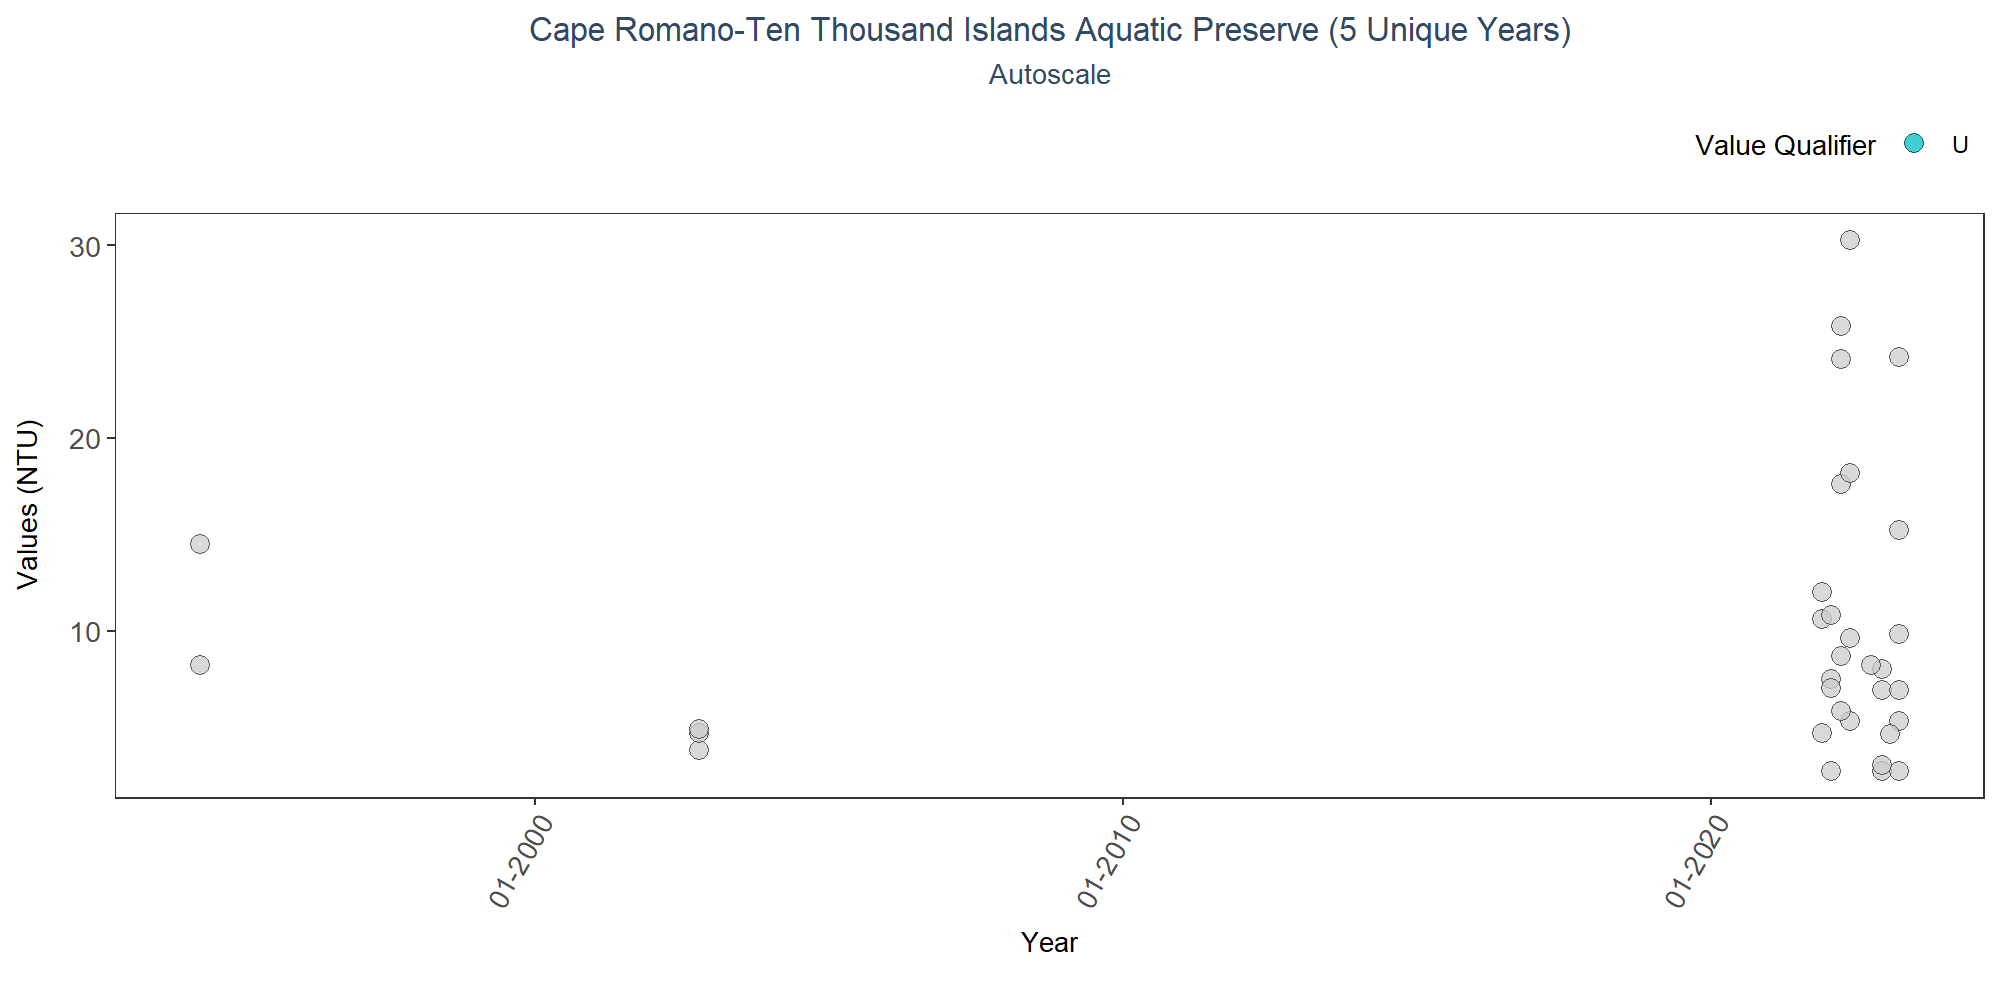 Cape Romano-Ten Thousand Islands Aquatic Preserve (5 Unique Years)
Autoscale
Value Qualifier U
30
20
10
Values (NTU)
01-2000 01-2010 01-2020
Year